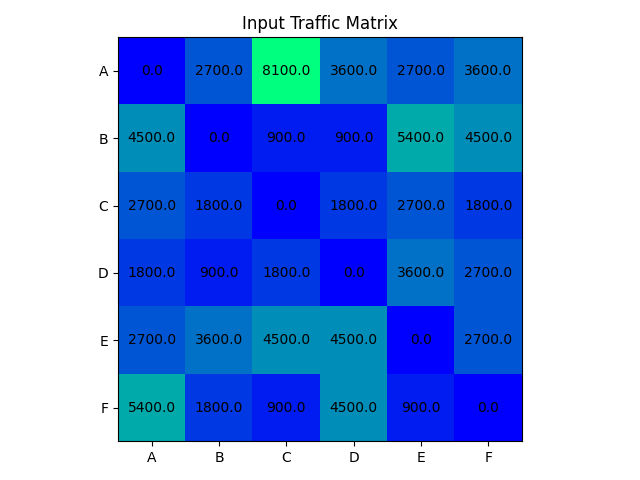 Input Traffic Matrix
A 0.0 2700.0 8100.0 3600.0 2700.0 3600.0
B 4500.0 0.0 900.0 900.0 5400.0 4500.0
C 2700.0 1800.0 0.0 1800.0 2700.0 1800.0
D 1800.0 900.0 1800.0 0.0 3600.0 2700.0
E 2700.0 3600.0 4500.0 4500.0 0.0 2700.0
F 5400.0 1800.0 900.0 4500.0 900.0 0.0
A B C D E F